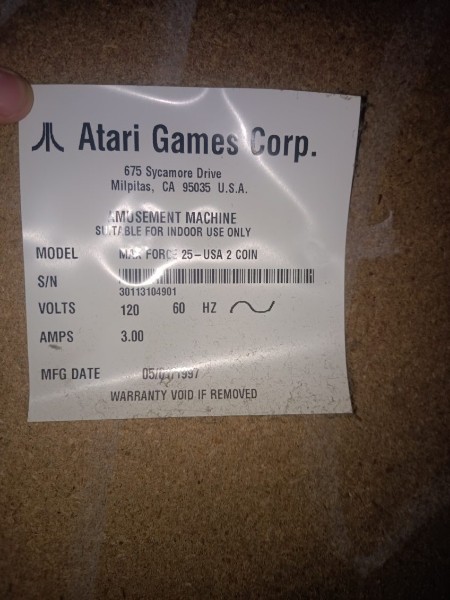 Atari Games Corp.
675 Sycamore Drive
Milpitas, CA 95035 U.S.A.
AMUSEMENT MACHINE
SUITABLE FOR INDOOR USE ONLY
MODEL MAX FORCE 25-USA 2 COIN
S/N
30113104901
VOLTS 120 60 HZ
AMPS 3.00
MFG DATE
WARRANTY VOID IF REMOVED